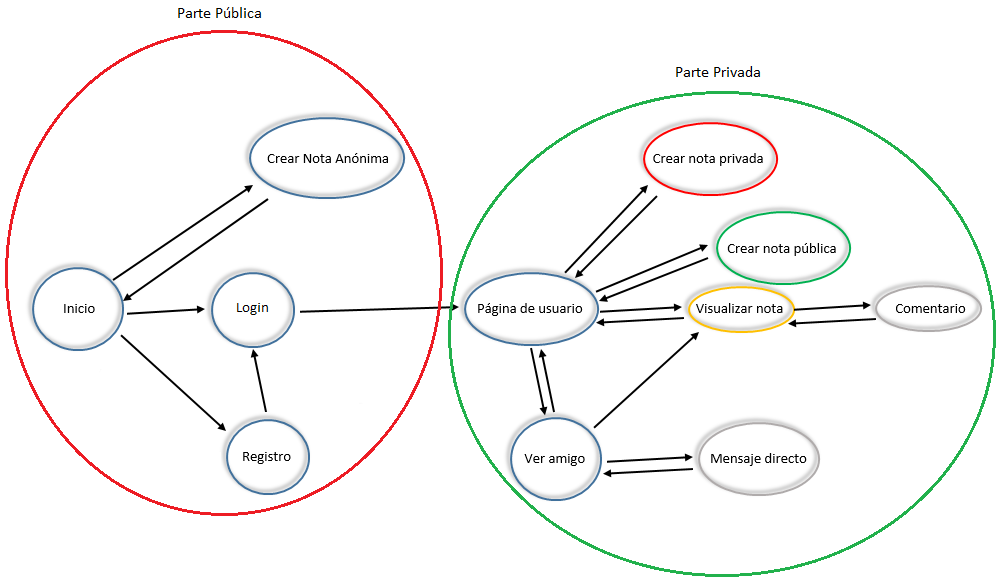 Parte Pública
Parte Privada
Crear Nota Anónima
Crear nota privada
Crear nota pública
Inicio
Login
Página de usuario
Visualizar nota
Comentario
Registro
Ver amigo
Mensaje directo